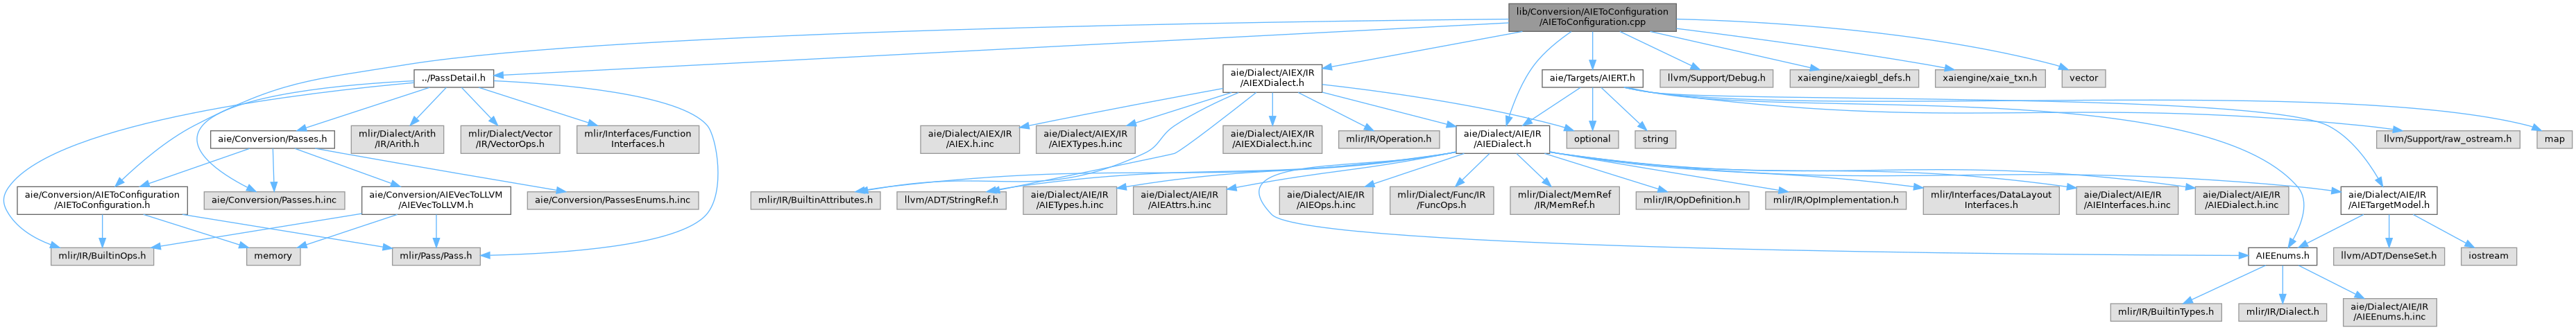 lib/Conversion/AIEToConfiguration
/AIEToConfiguration.cpp
../PassDetail.h
aie/Dialect/AIEX/IR
/AIEXDialect.h
aie/Targets/AIERT.h
llvm/Support/Debug.h
xaiengine/xaiegbl_defs.h
xaiengine/xaie_txn.h
vector
aie/Conversion/Passes.h
mlir/Dialect/Arith
/IR/Arith.h
mlir/Dialect/Vector
/IR/VectorOps.h
mlir/Interfaces/Function
Interfaces.h
aie/Dialect/AIEX/IR
/AIEX.h.inc
aie/Dialect/AIEX/IR
/AIEXTypes.h.inc
aie/Dialect/AIEX/IR
/AIEXDialect.h.inc
mlir/IR/Operation.h
aie/Dialect/AIE/IR
/AIEDialect.h
optional
string
llvm/Support/raw_ostream.h
map
aie/Conversion/AIEToConfiguration
/AIEToConfiguration.h
aie/Conversion/Passes.h.inc
aie/Conversion/AIEVecToLLVM
/AIEVecToLLVM.h
aie/Conversion/PassesEnums.h.inc
mlir/IR/BuiltinAttributes.h
llvm/ADT/StringRef.h
aie/Dialect/AIE/IR
/AIETypes.h.inc
aie/Dialect/AIE/IR
/AIEAttrs.h.inc
aie/Dialect/AIE/IR
/AIEOps.h.inc
mlir/Dialect/Func/IR
/FuncOps.h
mlir/Dialect/MemRef
/IR/MemRef.h
mlir/IR/OpDefinition.h
mlir/IR/OpImplementation.h
mlir/Interfaces/DataLayout
Interfaces.h
aie/Dialect/AIE/IR
/AIEInterfaces.h.inc
aie/Dialect/AIE/IR
/AIEDialect.h.inc
aie/Dialect/AIE/IR
/AIETargetModel.h
mlir/IR/BuiltinOps.h
memory
mlir/Pass/Pass.h
AIEEnums.h
llvm/ADT/DenseSet.h
iostream
mlir/IR/BuiltinTypes.h
mlir/IR/Dialect.h
aie/Dialect/AIE/IR
/AIEEnums.h.inc